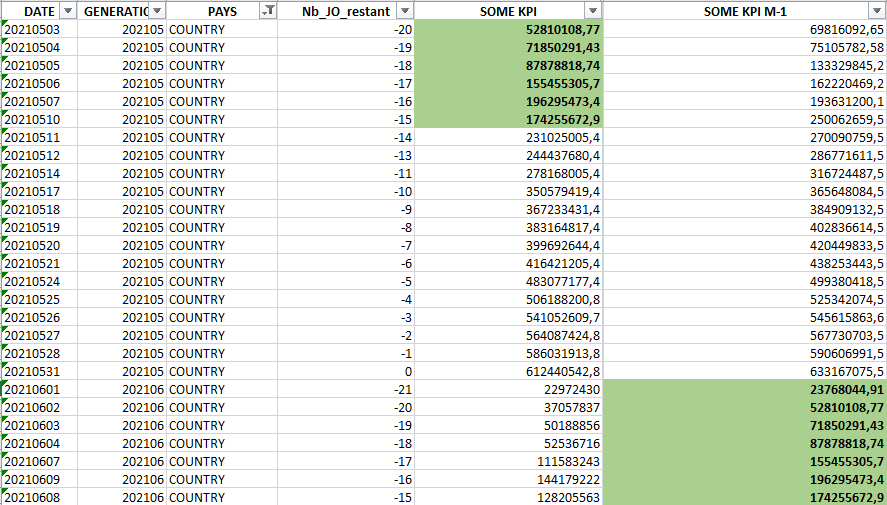 DATE GENERATIC PAYS Nb_JO_restant SOME KPI SOME KPI M-1
20210503 202105 COUNTRY -20 52810108,77 69816092,65
20210504 202105 COUNTRY -19 71850291,43 75105782,58
20210505 202105 COUNTRY -18 87878818,74 133329845,2
20210506 202105 COUNTRY -17 155455305,7 162220469,2
20210507 202105 COUNTRY -16 196295473,4 193631200,1
20210510 202105 COUNTRY -15 174255672,9 250062659,5
20210511 202105 COUNTRY -14 231025005,4 270090759,5
20210512 202105 COUNTRY -13 244437680,4 286771611,5
20210514 202105 COUNTRY -11 278168005,4 316724487,5
20210517 202105 COUNTRY -10 350579419,4 365648084,5
20210518 202105 COUNTRY -9 367233431,4 384909132,5
20210519 202105 COUNTRY -8 383164817,4 402836614,5
20210520 202105 COUNTRY -7 399692644,4 420449833,5
20210521 202105 COUNTRY -6 416421205,4 438253443,5
20210524 202105 COUNTRY -5 483077177,4 499380418,5
20210525 202105 COUNTRY -4 506188200,8 525342074,5
20210526 202105 COUNTRY -3 541052609,7 545615863,6
20210527 202105 COUNTRY -2 564087424,8 567730703,5
20210528 202105 COUNTRY -1 586031913,8 590606991,5
20210531 202105 COUNTRY 0 612440542,8 633167075,5
20210601 202106 COUNTRY -21 22972430 23768044,91
20210602 202106 COUNTRY -20 37057837 52810108,77
20210603 202106 COUNTRY -19 50188856 71850291,43
20210604 202106 COUNTRY -18 52536716 87878818,74
20210607 202106 COUNTRY -17 111583243 155455305,7
20210609 202106 COUNTRY -16 144179222 196295473,4
20210608 202106 COUNTRY -15 128205563 174255672,9